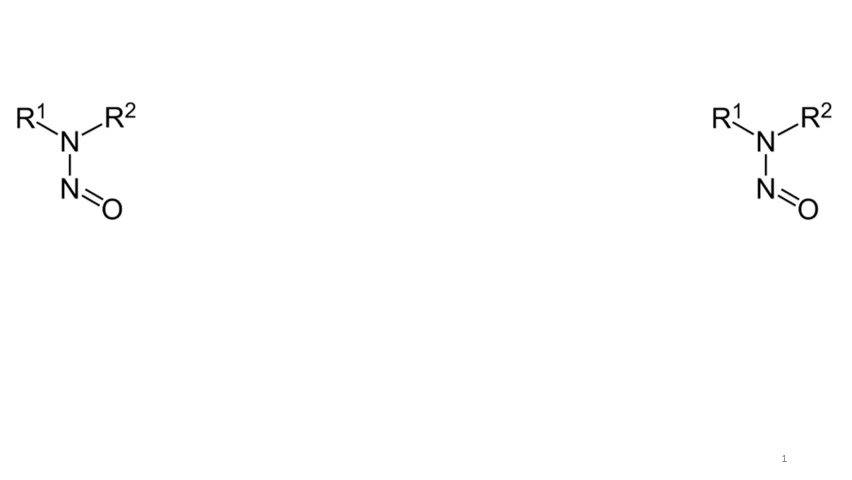 R¹ R² R¹ R²
N N
N N
O O
1